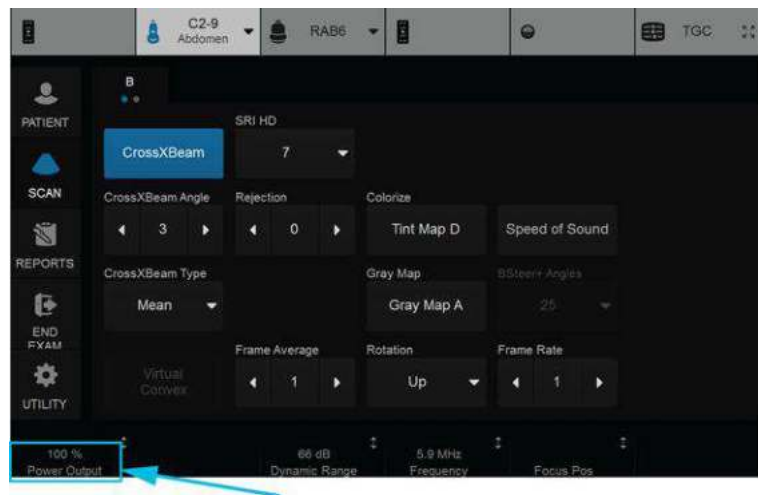 C2-9
Abdomen
RAB6
TGC
B
PATIENT
SRI HD
CrossXBeam
7
SCAN
CrossXBeam Angle
Rejection
Colorize
3
0
Tint Map D
Speed of Sound
REPORTS
CrossXBeam Type
Gray Map
BSteer+ Angles
Mean
Gray Map A
25
END
EXAM
Frame Average
Rotation
Frame Rate
Virtual
Convex
1
Up
1
UTILITY
100 %
66 dB
5.9 MHz
Power Output
Dynamic Range
Frequency
Focus Pos